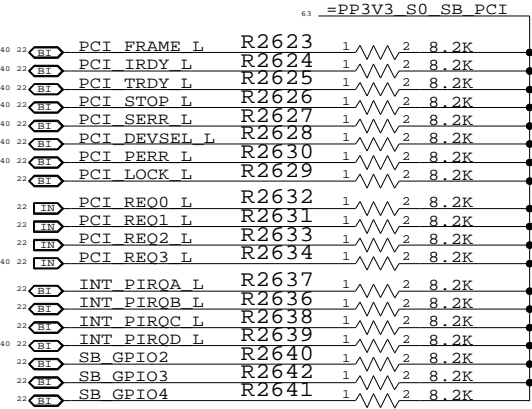 63 =PP3V3_S0_SB_PCI
40 22 BI PCI_FRAME_L R2623 1 2 8.2K
40 22 BI PCI_IRDY_L R2624 1 2 8.2K
40 22 BI PCI_TRDY_L R2625 1 2 8.2K
40 22 BI PCI_STOP_L R2626 1 2 8.2K
40 22 BI PCI_SERR_L R2627 1 2 8.2K
40 22 BI PCI_DEVSEL_L R2628 1 2 8.2K
40 22 BI PCI_PERR_L R2630 1 2 8.2K
22 BI PCI_LOCK_L R2629 1 2 8.2K
22 IN PCI_REQ0_L R2632 1 2 8.2K
22 IN PCI_REQ1_L R2631 1 2 8.2K
22 IN PCI_REQ2_L R2633 1 2 8.2K
40 22 IN PCI_REQ3_L R2634 1 2 8.2K
22 BI INT_PIRQA_L R2637 1 2 8.2K
22 BI INT_PIRQB_L R2636 1 2 8.2K
22 BI INT_PIRQC_L R2638 1 2 8.2K
40 22 BI INT_PIRQD_L R2639 1 2 8.2K
22 BI SB_GPIO2 R2640 1 2 8.2K
22 BI SB_GPIO3 R2642 1 2 8.2K
22 BI SB_GPIO4 R2641 1 2 8.2K